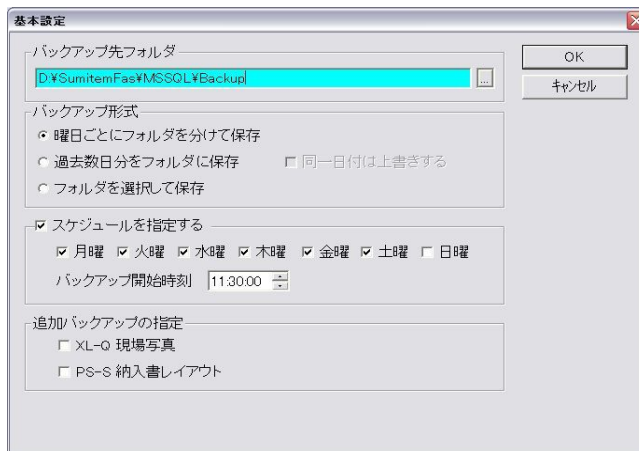 基本設定
バックアップ先フォルダ
D:¥SumitemFas¥MSSQL¥Backup
...
OK
キャンセル
バックアップ形式
曜日ごとにフォルダを分けて保存
過去数日分をフォルダに保存 同一日付は上書きする
フォルダを選択して保存
スケジュールを指定する
月曜 火曜 水曜 木曜 金曜 土曜 日曜
バックアップ開始時刻 11:30:00
追加バックアップの指定
XL-Q 現場写真
PS-S 納入書レイアウト